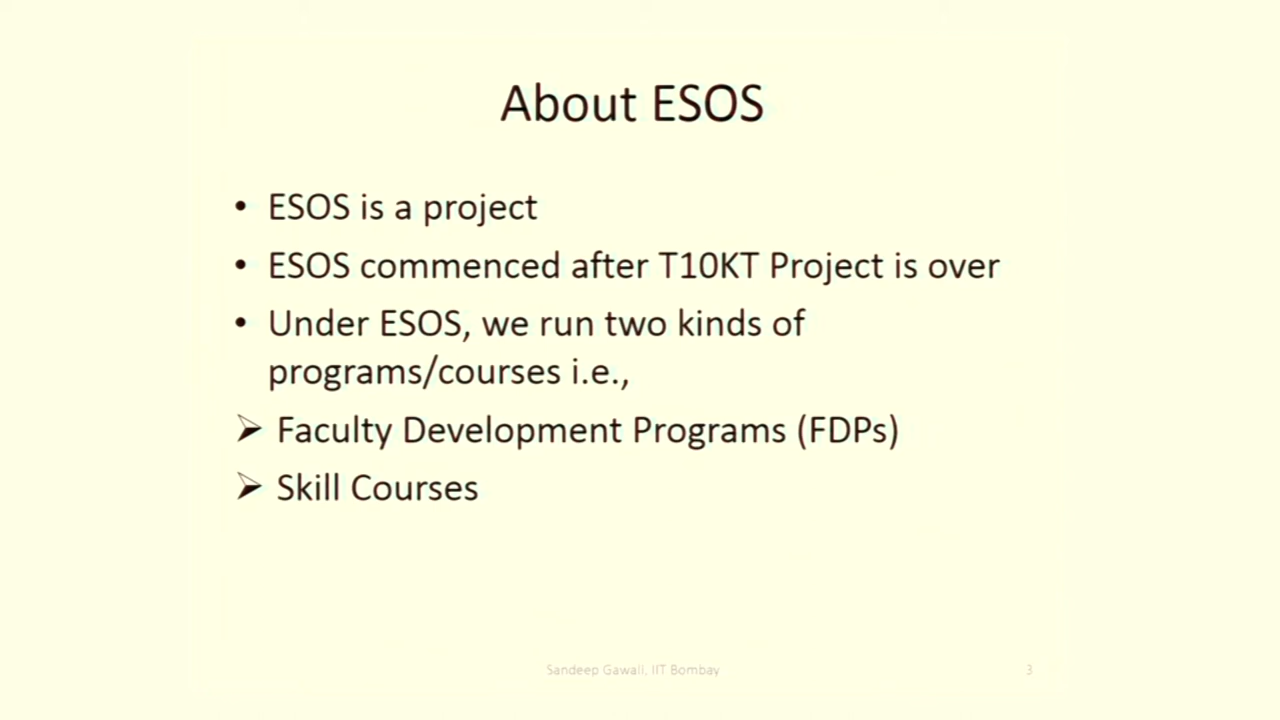 About ESOS
• ESOS is a project
• ESOS commenced after T10KT Project is over
• Under ESOS, we run two kinds of
programs/courses i.e.,
➢ Faculty Development Programs (FDPs)
➢ Skill Courses
Sandeep Gawali, IIT Bombay
3